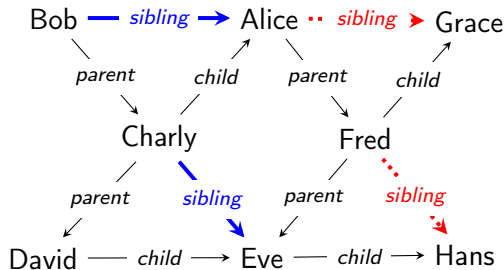 Bob sibling Alice sibling Grace
parent child parent child
Charly Fred
parent sibling parent sibling
David child Eve child Hans